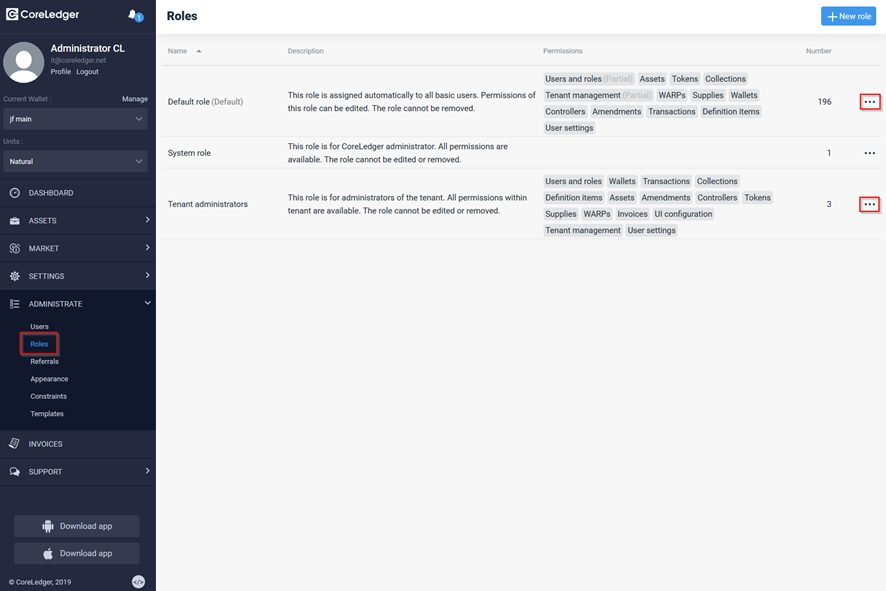 CoreLedger
1
Administrator CL
it@coreledger.net
Profile Logout
Current Wallet :
Manage
jf main
Units :
Natural
DASHBOARD
ASSETS
MARKET
SETTINGS
ADMINISTRATE
Users
Roles
Referrals
Appearance
Constraints
Templates
INVOICES
SUPPORT
Download app
Download app
© CoreLedger, 2019
</>
Roles
+ New role
Name Description Permissions Number
Default role (Default)
This role is assigned automatically to all basic users. Permissions of
this role can be edited. The role cannot be removed.
Users and roles (Partial) Assets Tokens Collections
Tenant management (Partial) WARPs Supplies Wallets
Controllers Amendments Transactions Definition items
User settings
196
...
System role
This role is for CoreLedger administrator. All permissions are
available. The role cannot be edited or removed.
1
...
Tenant administrators
This role is for administrators of the tenant. All permissions within
tenant are available. The role cannot be edited or removed.
Users and roles Wallets Transactions Collections
Definition items Assets Amendments Controllers Tokens
Supplies WARPs Invoices UI configuration
Tenant management User settings
3
...